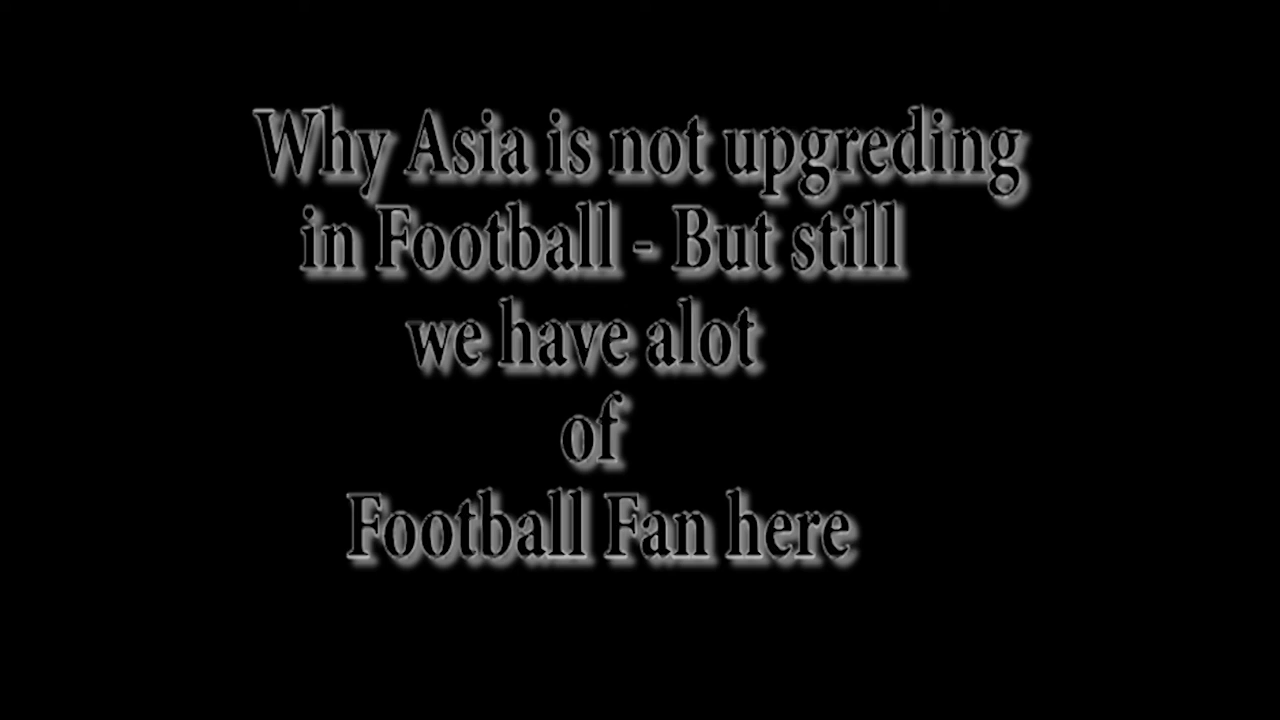 Why Asia is not upgreding
in Football - But still
we have alot
of
Football Fan here